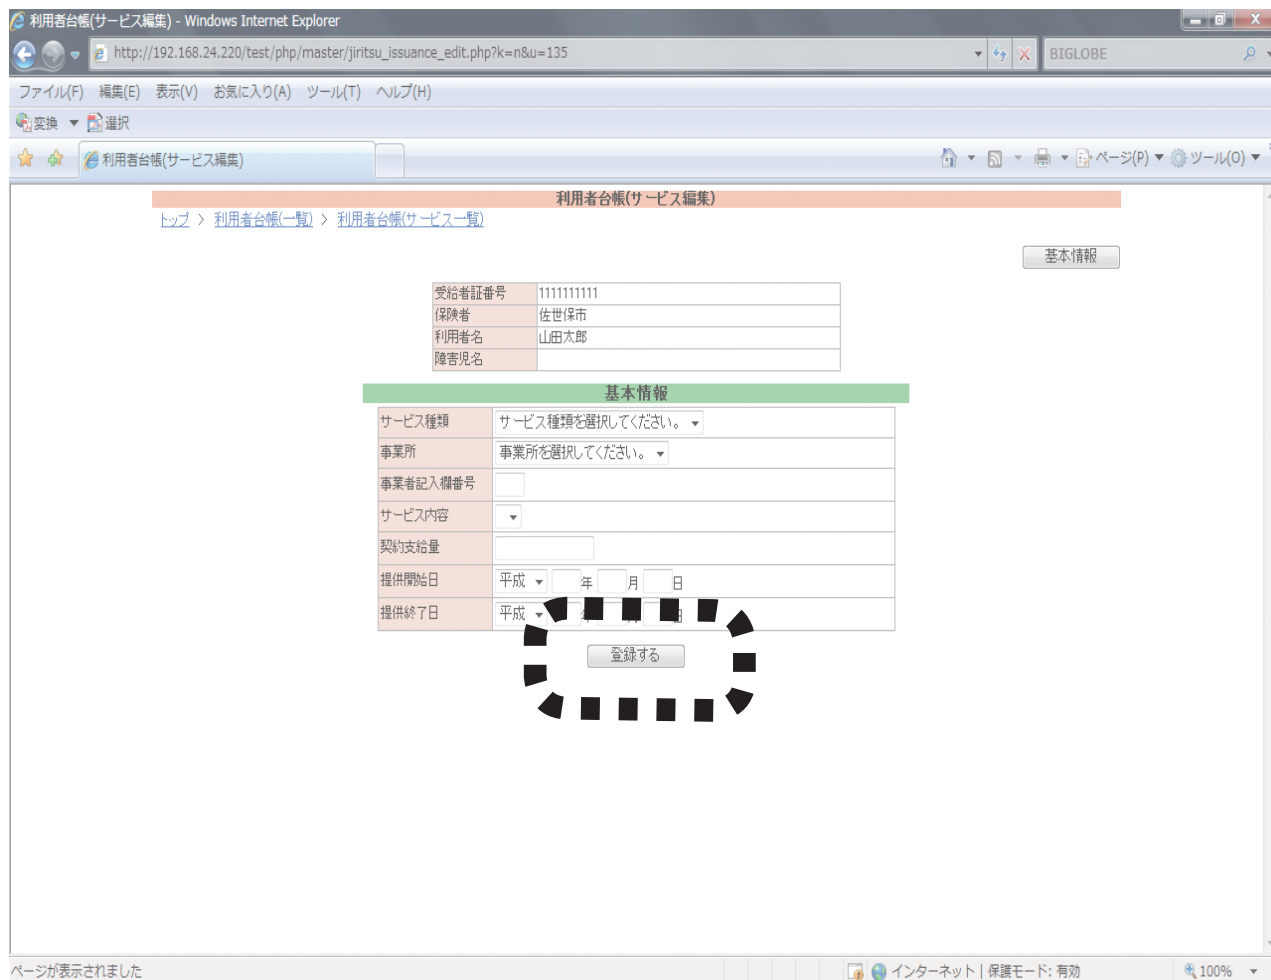 利用者台帳(サービス編集) - Windows Internet Explorer
http://192.168.24.220/test/php/master/jiritsu_issuance_edit.php?k=n&u=135
BIGLOBE
ファイル(F) 編集(E) 表示(V) お気に入り(A) ツール(T) ヘルプ(H)
変換 選択
利用者台帳(サービス編集)
ページ(P) ツール(O)
利用者台帳(サービス編集)
トップ > 利用者台帳(一覧) > 利用者台帳(サービス一覧)
基本情報
受給者証番号 1111111111
保険者 佐世保市
利用者名 山田太郎
障害児名
基本情報
サービス種類 サービス種類を選択してください。
事業所 事業所を選択してください。
事業者記入欄番号
サービス内容
契約支給量
提供開始日 平成 年 月 日
提供終了日 平成 年 月 日
登録する
ページが表示されました
インターネット | 保護モード: 有効
100%